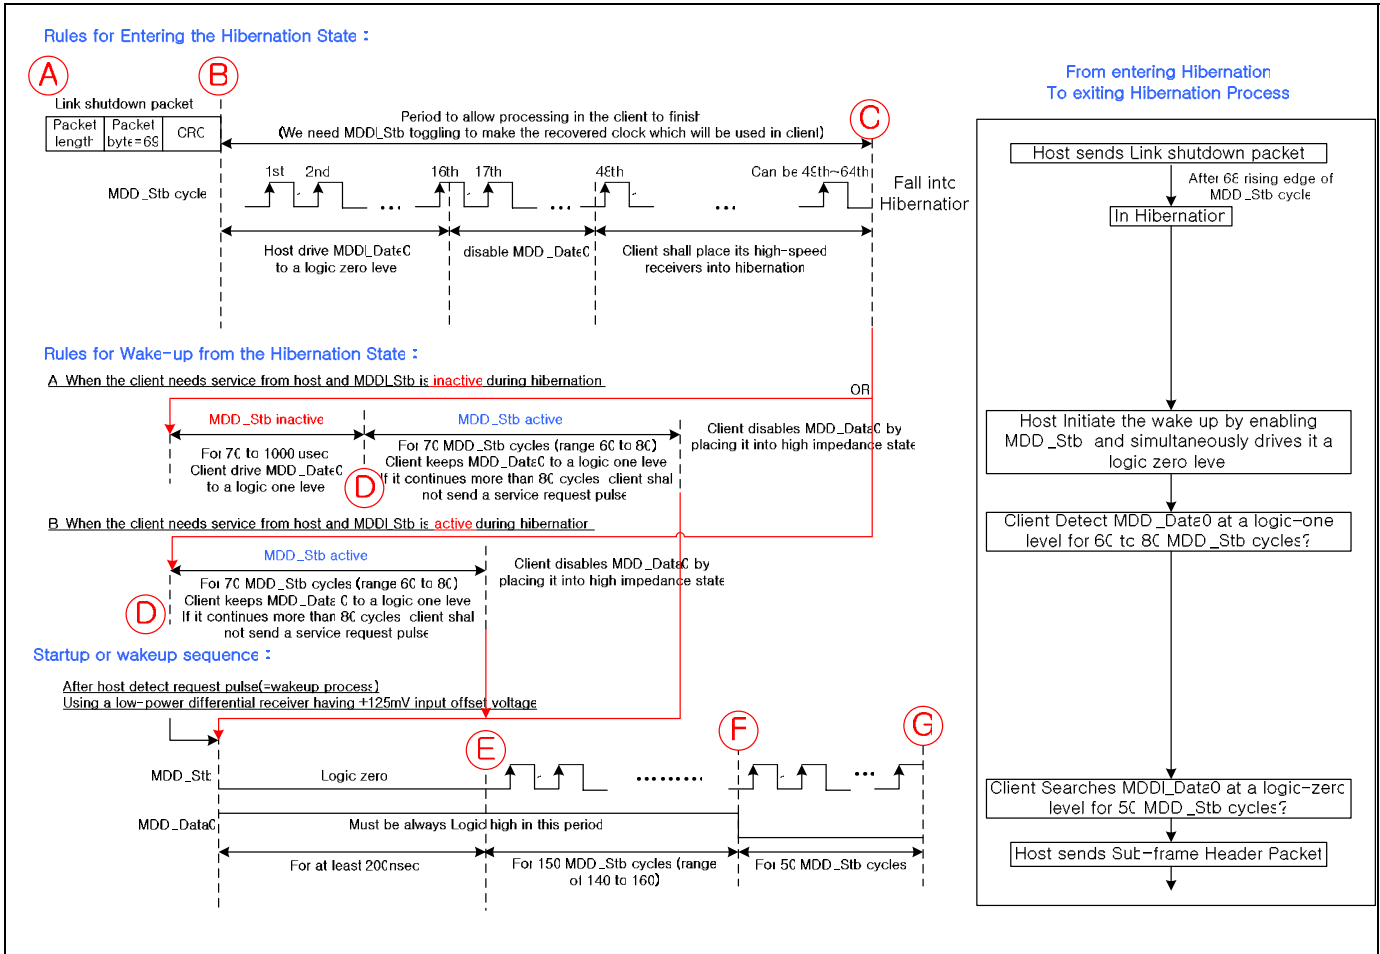 Rules for Entering the Hibernation State :
A
B
Link shutdown packet
Packet length
Packet byte=69
CRC
Period to allow processing in the client to finish
(We need MDDI_Stb toggling to make the recovered clock which will be used in client)
C
1st
2nd
16th
17th
48th
Can be 49th~64th
MDD_Stb cycle
Fall into
Hibernation
Host drive MDDI_Date0
to a logic zero leve
disable MDD_Date0
Client shall place its high-speed
receivers into hibernation
Rules for Wake-up from the Hibernation State :
A When the client needs service from host and MDDI_Stb is inactive during hibernation
OR
MDD_Stb inactive
MDD_Stb active
For 70 to 1000 usec
Client drive MDD_Date0
to a logic one leve
For 70 MDD_Stb cycles (range 60 to 80)
Client keeps MDD_Data0 to a logic one leve
If it continues more than 80 cycles client shal
not send a service request pulse
Client disables MDD_Data0 by
placing it into high impedance state
D
B When the client needs service from host and MDDI_Stb is active during hibernation
MDD_Stb active
For 70 MDD_Stb cycles (range 60 to 80)
Client keeps MDD_Data 0 to a logic one leve
If it continues more than 80 cycles client shal
not send a service request pulse
Client disables MDD_Data0 by
placing it into high impedance state
D
Startup or wakeup sequence :
After host detect request pulse(=wakeup process)
Using a low-power differential receiver having +125mV input offset voltage
E
F
G
MDD_Stb
Logic zero
MDD_Data0
Must be always Logic high in this period
For at least 200nsec
For 150 MDD_Stb cycles (range
of 140 to 160)
For 50 MDD_Stb cycles
From entering Hibernation
To exiting Hibernation Process
Host sends Link shutdown packet
After 68 rising edge of
MDD_Stb cycle
In Hibernation
Host Initiate the wake up by enabling
MDD_Stb and simultaneously drives it a
logic zero leve
Client Detect MDD_Data0 at a logic-one
level for 60 to 80 MDD_Stb cycles?
Client Searches MDDI_Data0 at a logic-zero
level for 50 MDD_Stb cycles?
Host sends Sub-frame Header Packet